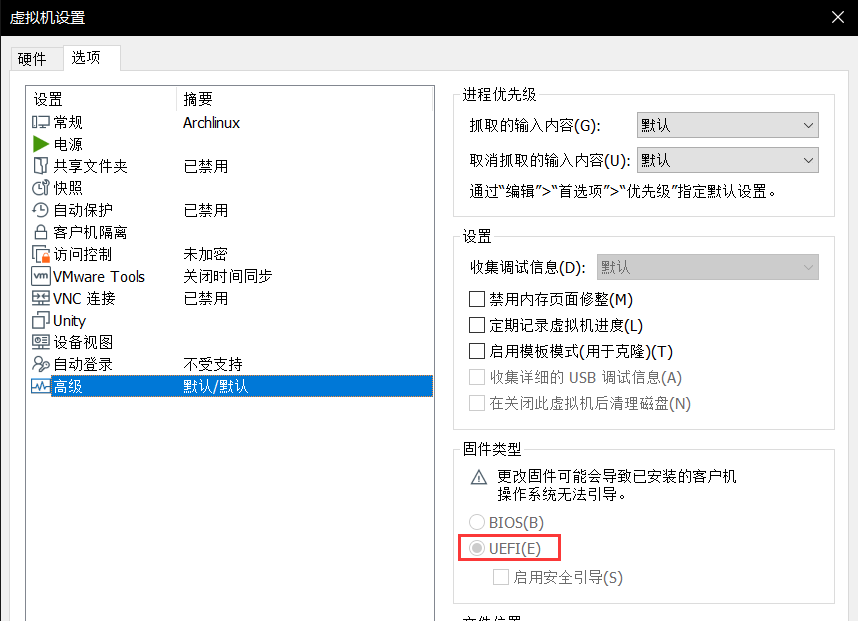 虚拟机设置
硬件 选项
设置 摘要
常规 Archlinux
电源
共享文件夹 已禁用
快照
自动保护 已禁用
客户机隔离
访问控制 未加密
vm VMware Tools 关闭时间同步
VNC 连接 已禁用
Unity
设备视图
自动登录 不受支持
高级 默认/默认
进程优先级
抓取的输入内容(G): 默认
取消抓取的输入内容(U): 默认
通过“编辑”>“首选项”>“优先级”指定默认设置。
设置
收集调试信息(D): 默认
禁用内存页面修整(M)
定期记录虚拟机进度(L)
启用模板模式(用于克隆)(T)
收集详细的 USB 调试信息(A)
在关闭此虚拟机后清理磁盘(N)
固件类型
更改固件可能会导致已安装的客户机
操作系统无法引导。
BIOS(B)
UEFI(E)
启用安全引导(S)
文件位置